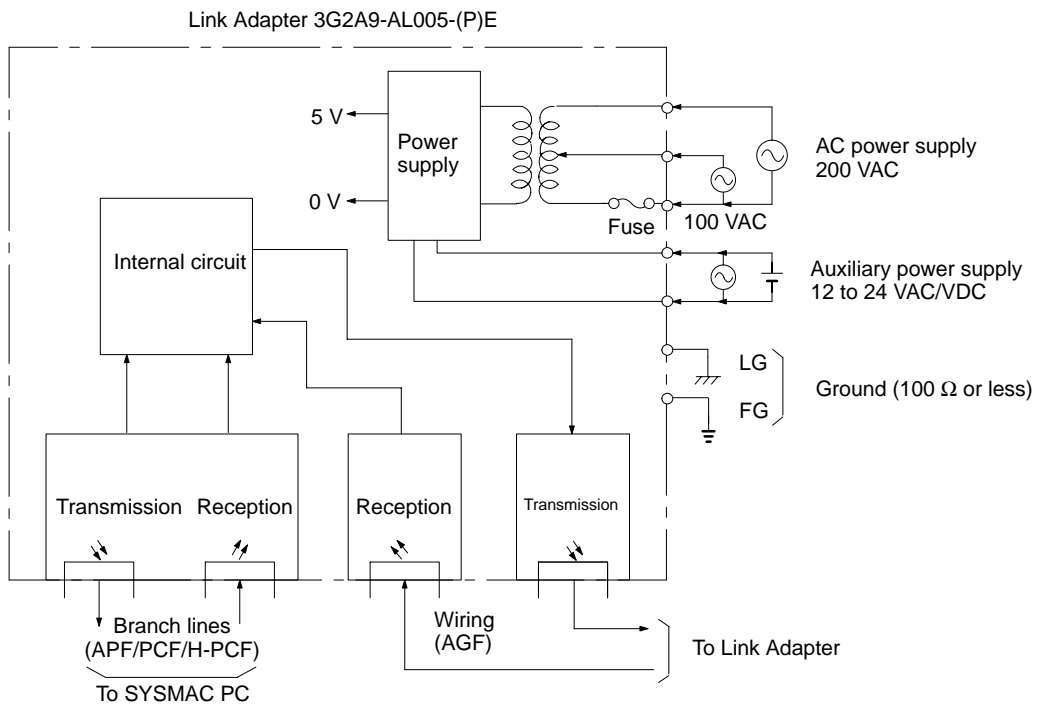 Link Adapter 3G2A9-AL005-(P)E
5 V
Power
supply
0 V
Fuse
100 VAC
AC power supply
200 VAC
Internal circuit
Auxiliary power supply
12 to 24 VAC/VDC
LG
FG
Ground (100 Ω or less)
Transmission
Reception
Reception
Transmission
Branch lines
(APF/PCF/H-PCF)
To SYSMAC PC
Wiring
(AGF)
To Link Adapter